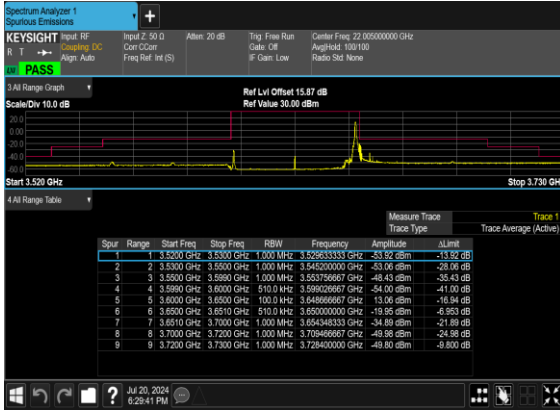 Spectrum Analyzer 1
Spurious Emissions
KEYSIGHT Input: RF Input Z: 50 Ω Atten: 20 dB Trig: Free Run Center Freq: 22.005000000 GHz
R T Coupling: DC Corr CCorr Gate: Off Avg|Hold: 100/100
Align: Auto Freq Ref: Int (S) IF Gain: Low Radio Std: None
PASS
3 All Range Graph Ref Lvl Offset 15.87 dB
Scale/Div 10.0 dB Ref Value 30.00 dBm
20.0
0.00
-20.0
-40.0
-60.0
Start 3.520 GHz Stop 3.730 GH
4 All Range Table
Measure Trace Trace 1
Trace Type Trace Average (Active)
Spur Range Start Freq Stop Freq RBW Frequency Amplitude ΔLimit
1 1 3.5200 GHz 3.5300 GHz 1.000 MHz 3.529633333 GHz -53.92 dBm -13.92 dB
2 2 3.5300 GHz 3.5500 GHz 1.000 MHz 3.545200000 GHz -53.06 dBm -28.06 dB
3 3 3.5500 GHz 3.5990 GHz 1.000 MHz 3.553756667 GHz -48.43 dBm -35.43 dB
4 4 3.5990 GHz 3.6000 GHz 510.0 kHz 3.599026667 GHz -54.00 dBm -41.00 dB
5 5 3.6000 GHz 3.6500 GHz 100.0 kHz 3.648666667 GHz 13.06 dBm -16.94 dB
6 6 3.6500 GHz 3.6510 GHz 510.0 kHz 3.650000000 GHz -19.95 dBm -6.953 dB
7 7 3.6510 GHz 3.7000 GHz 1.000 MHz 3.654348333 GHz -34.89 dBm -21.89 dB
8 8 3.7000 GHz 3.7200 GHz 1.000 MHz 3.709466667 GHz -49.98 dBm -24.98 dB
9 9 3.7200 GHz 3.7300 GHz 1.000 MHz 3.728400000 GHz -49.80 dBm -9.800 dB
? Jul 20, 2024
6:29:41 PM